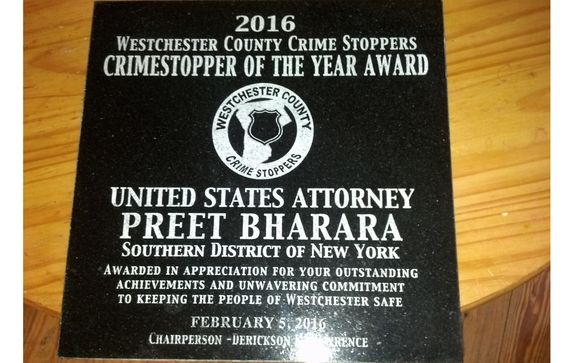 2016
WESTCHESTER COUNTY CRIME STOPPERS
CRIMESTOPPER OF THE YEAR AWARD
WESTCHESTER COUNTY
CRIME STOPPERS
UNITED STATES ATTORNEY
PREET BHARARA
SOUTHERN DISTRICT OF NEW YORK
AWARDED IN APPRECIATION FOR YOUR OUTSTANDING
ACHIEVEMENTS AND UNWAVERING COMMITMENT
TO KEEPING THE PEOPLE OF WESTCHESTER SAFE
FEBRUARY 5, 2016
CHAIRPERSON -DERICKSON